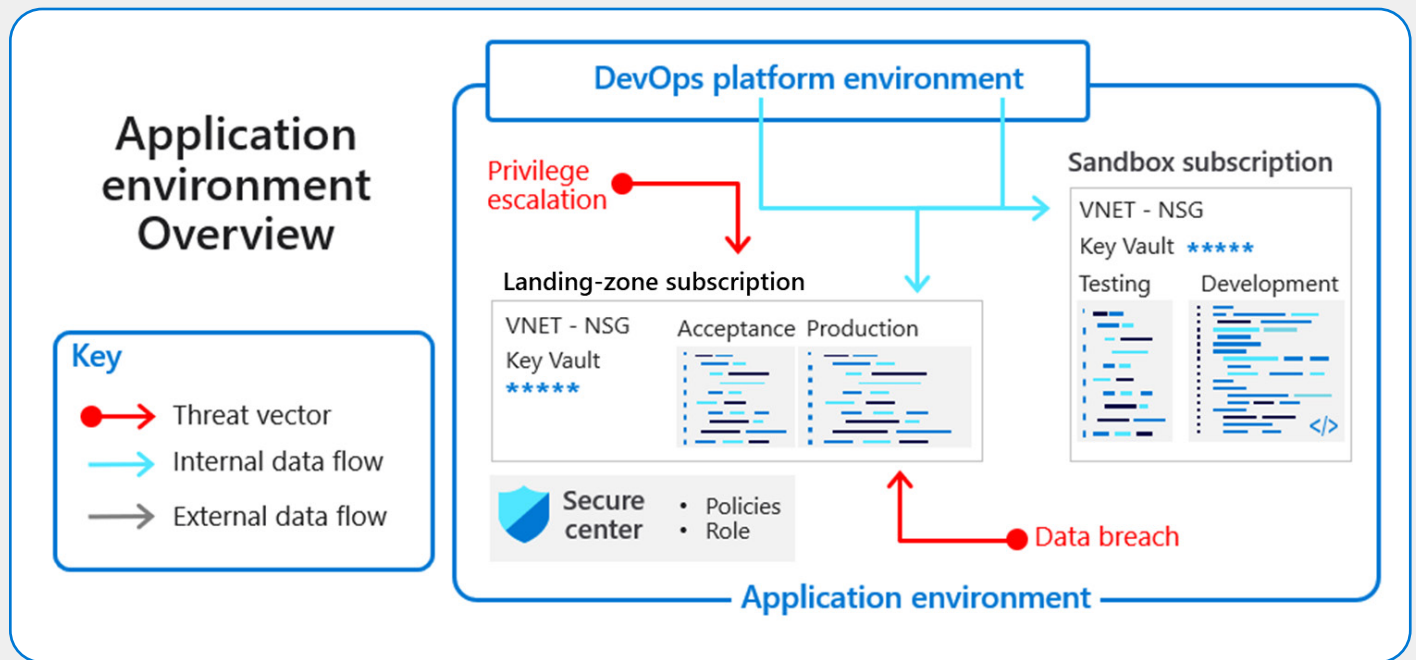 Application
environment
Overview
Key
Threat vector
Internal data flow
External data flow
DevOps platform environment
Privilege
escalation
Landing-zone subscription
VNET - NSG
Key Vault
*****
Acceptance
Production
Sandbox subscription
VNET - NSG
Key Vault *****
Testing
Development
</>
Secure
center
• Policies
• Role
Data breach
Application environment